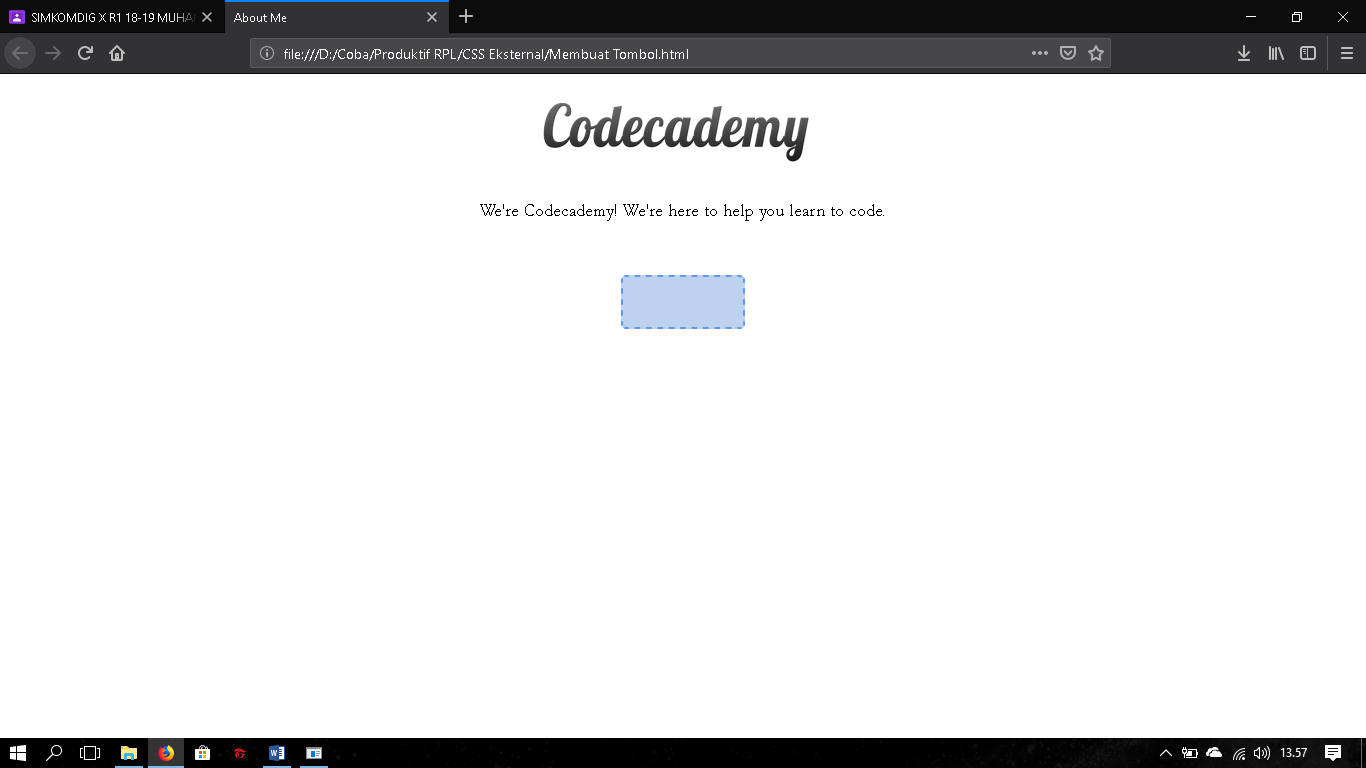 SIMKOMDIG X R1 18-19 MUHA
About Me
file:///D:/Coba/Produktif RPL/CSS Eksternal/Membuat Tombol.html
Codecademy
We're Codecademy! We're here to help you learn to code.
13.57